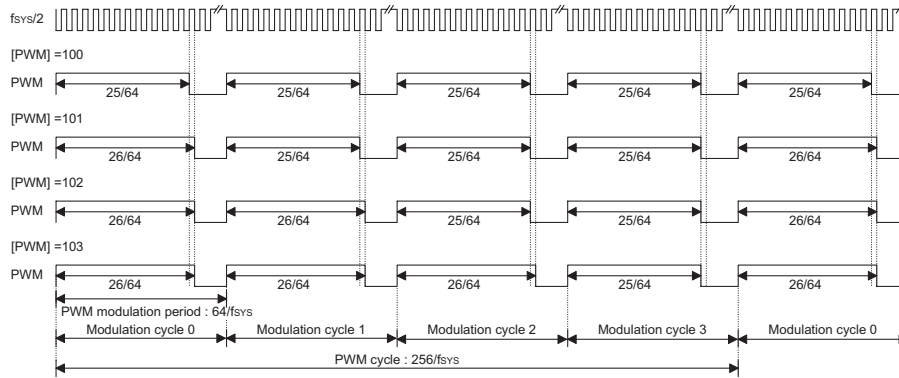 fSYS/2
[PWM] =100
PWM
25/64 25/64 25/64 25/64 25/64
[PWM] =101
PWM
26/64 25/64 25/64 25/64 26/64
[PWM] =102
PWM
26/64 26/64 25/64 25/64 26/64
[PWM] =103
PWM
26/64 26/64 26/64 25/64 26/64
PWM modulation period : 64/fSYS
Modulation cycle 0 Modulation cycle 1 Modulation cycle 2 Modulation cycle 3 Modulation cycle 0
PWM cycle : 256/fSYS